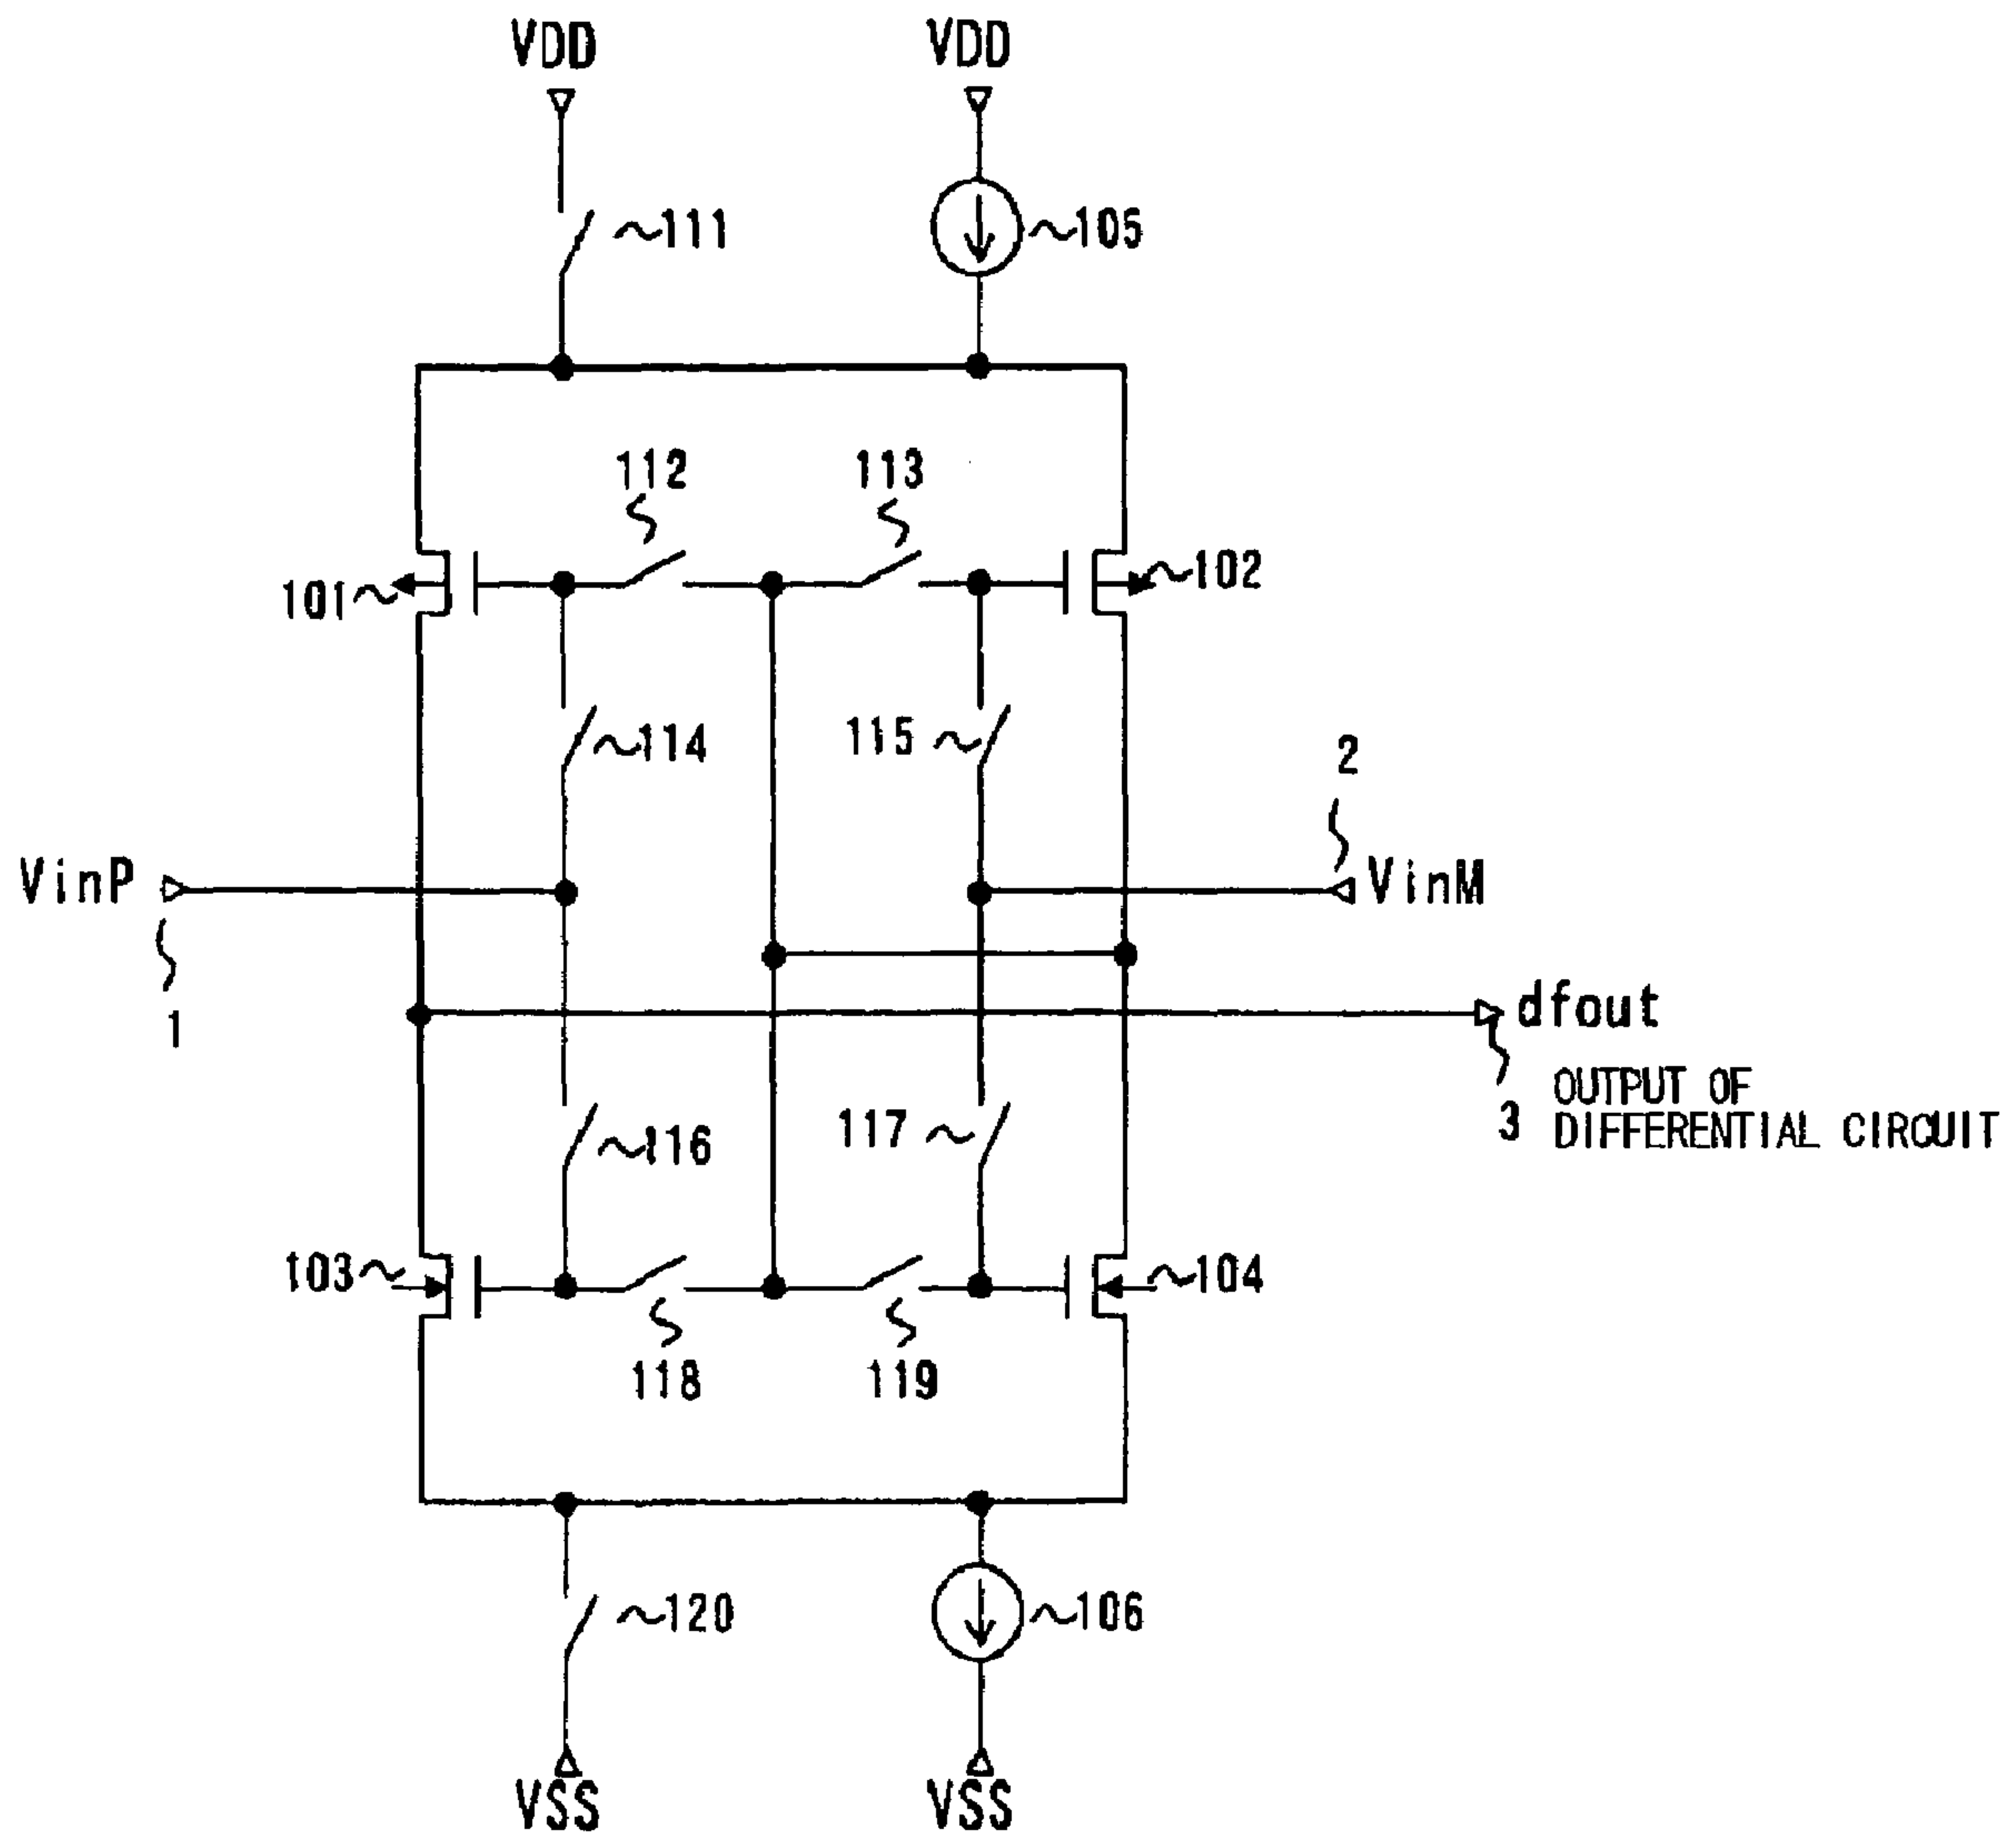 VDD VDD
111 105
112 113
101 102
114 115 2
VinP VinM
1 dfout
3 OUTPUT OF
DIFFERENTIAL CIRCUIT
116 117
103 104
118 119
120 106
VSS VSS